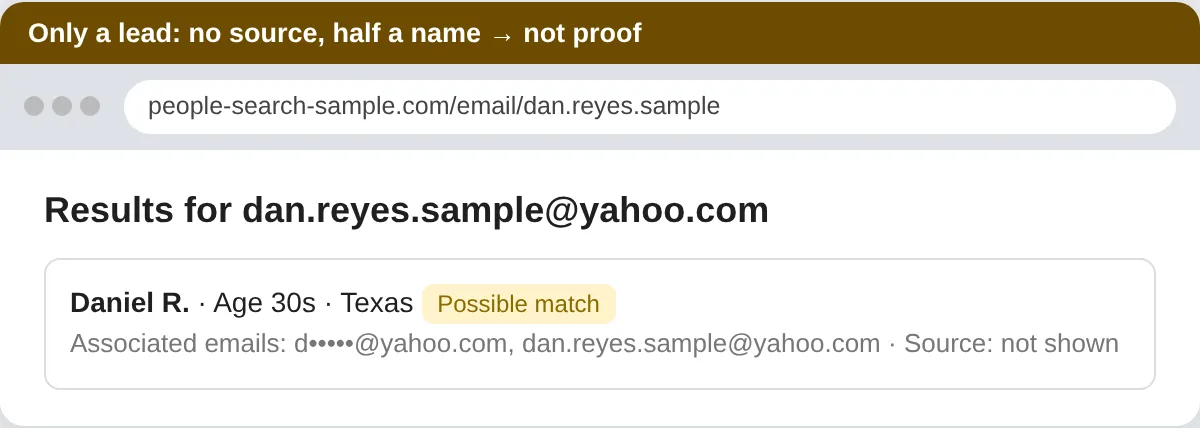 Only a lead: no source, half a name → not proof
people-search-sample.com/email/dan.reyes.sample
Results for dan.reyes.sample@yahoo.com
Daniel R. · Age 30s · Texas Possible match
Associated emails: d•••••@yahoo.com, dan.reyes.sample@yahoo.com · Source: not shown